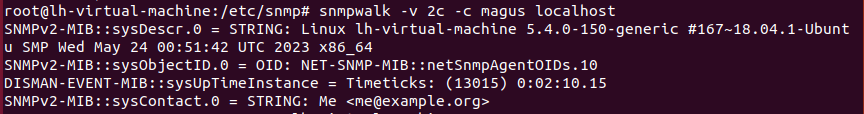 root@lh-virtual-machine:/etc/snmp# snmpwalk -v 2c -c magus localhost
SNMPv2-MIB::sysDescr.0 = STRING: Linux lh-virtual-machine 5.4.0-150-generic #167~18.04.1-Ubunt
u SMP Wed May 24 00:51:42 UTC 2023 x86_64
SNMPv2-MIB::sysObjectID.0 = OID: NET-SNMP-MIB::netSnmpAgentOIDs.10
DISMAN-EVENT-MIB::sysUpTimeInstance = Timeticks: (13015) 0:02:10.15
SNMPv2-MIB::sysContact.0 = STRING: Me <me@example.org>